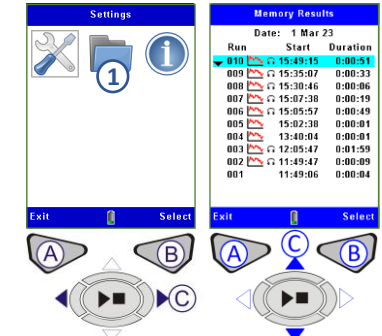 Settings
1
i
Exit Select
A B
C
Memory Results
Date: 1 Mar 23
Run Start Duration
010 15:49:15 0:00:51
009 15:35:07 0:00:33
008 15:30:46 0:00:06
007 15:07:38 0:00:19
006 15:05:57 0:00:49
005 15:02:38 0:00:01
004 13:40:04 0:00:01
003 12:05:47 0:01:59
002 11:49:47 0:00:09
001 11:49:06 0:00:04
Exit Select
A C B